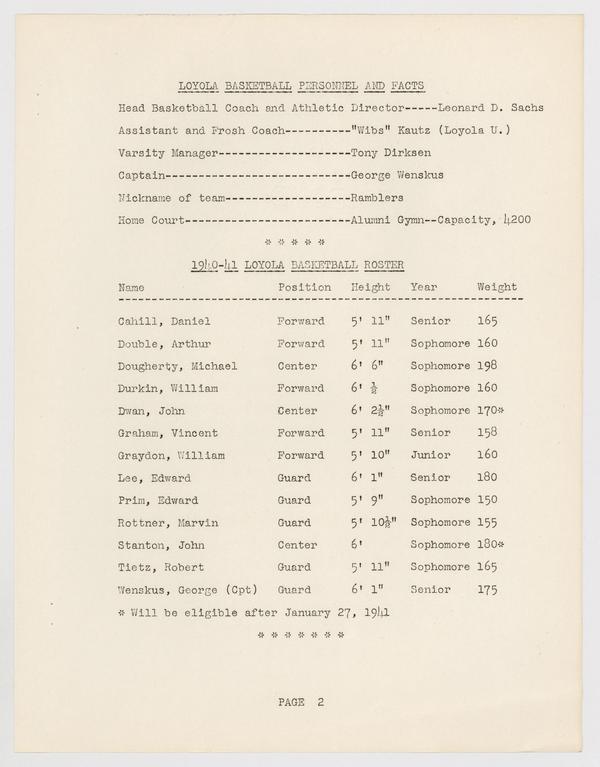 LOYOLA BASKETBALL PERSONNEL AND FACTS
Head Basketball Coach and Athletic Director-----Leonard D. Sachs
Assistant and Frosh Coach----------"Wibs" Kautz (Loyola U.)
Varsity Manager--------------------Tony Dirksen
Captain----------------------------George Wenskus
Nickname of team-------------------Ramblers
Home Court-------------------------Alumni Gymn--Capacity, 4200
* * * * *
1940-41 LOYOLA BASKETBALL ROSTER
Name Position Height Year Weight
Cahill, Daniel Forward 5' 11" Senior 165
Double, Arthur Forward 5' 11" Sophomore 160
Dougherty, Michael Center 6' 6" Sophomore 198
Durkin, William Forward 6' ½ Sophomore 160
Dwan, John Center 6' 2½" Sophomore 170*
Graham, Vincent Forward 5' 11" Senior 158
Graydon, William Forward 5' 10" Junior 160
Lee, Edward Guard 6' 1" Senior 180
Prim, Edward Guard 5' 9" Sophomore 150
Rottner, Marvin Guard 5' 10½" Sophomore 155
Stanton, John Center 6' Sophomore 180*
Tietz, Robert Guard 5' 11" Sophomore 165
Wenskus, George (Cpt) Guard 6' 1" Senior 175
* Will be eligible after January 27, 1941
* * * * * * *
PAGE 2